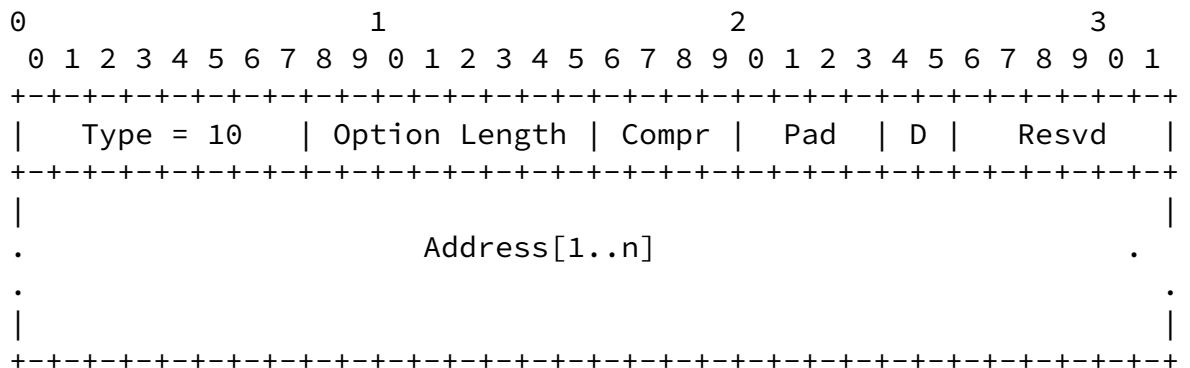 0                   1                   2                   3
 0 1 2 3 4 5 6 7 8 9 0 1 2 3 4 5 6 7 8 9 0 1 2 3 4 5 6 7 8 9 0 1
+-+-+-+-+-+-+-+-+-+-+-+-+-+-+-+-+-+-+-+-+-+-+-+-+-+-+-+-+-+-+-+-+
|   Type = 10   | Option Length | Compr |  Pad  | D |   Resvd   |
+-+-+-+-+-+-+-+-+-+-+-+-+-+-+-+-+-+-+-+-+-+-+-+-+-+-+-+-+-+-+-+-+
|                                                               |
.                      Address[1..n]                          .
.                                                               .
|                                                               |
+-+-+-+-+-+-+-+-+-+-+-+-+-+-+-+-+-+-+-+-+-+-+-+-+-+-+-+-+-+-+-+-+